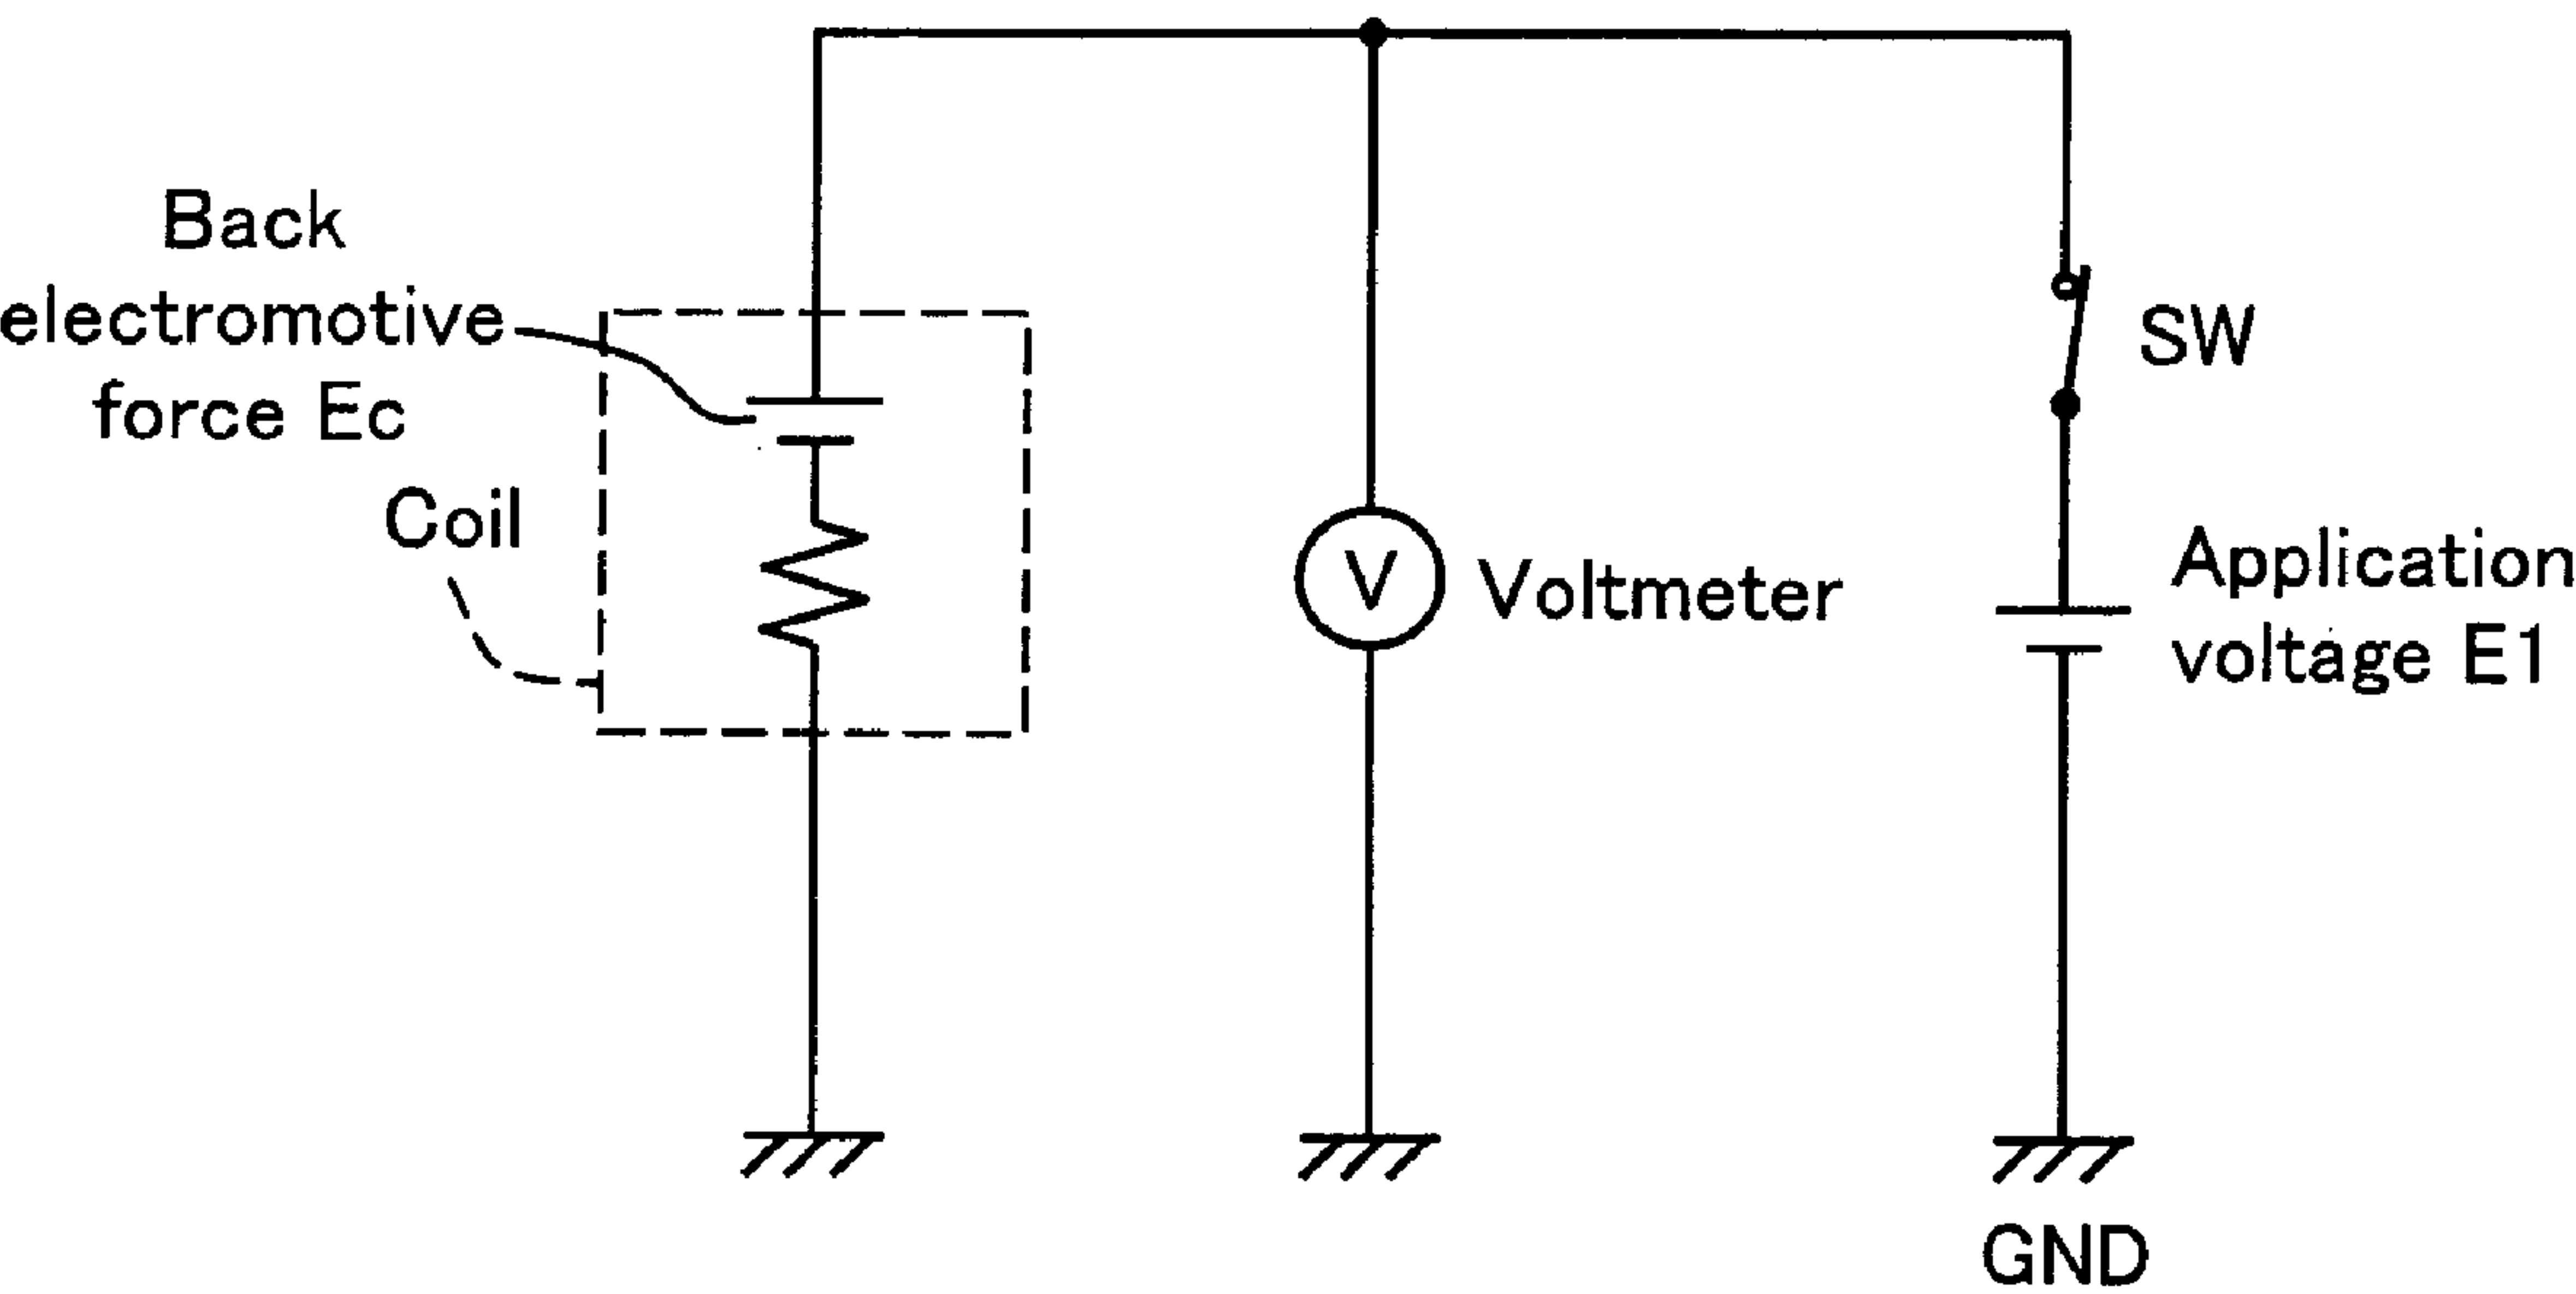 Back
electromotive
force Ec
Coil
V
Voltmeter
SW
Application
voltage E1
GND